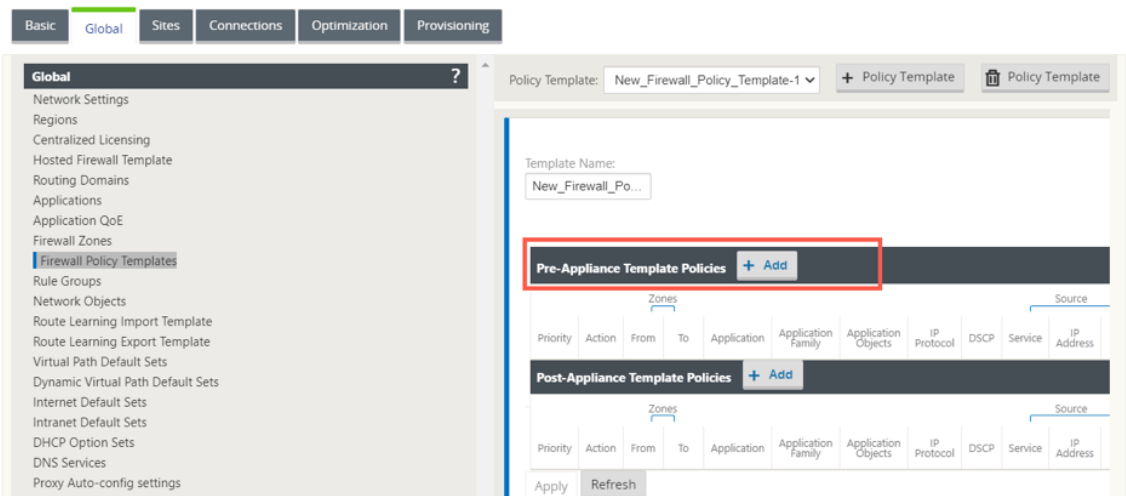 Basic Global Sites Connections Optimization Provisioning
Global ?
Network Settings
Regions
Centralized Licensing
Hosted Firewall Template
Routing Domains
Applications
Application QoE
Firewall Zones
Firewall Policy Templates
Rule Groups
Network Objects
Route Learning Import Template
Route Learning Export Template
Virtual Path Default Sets
Dynamic Virtual Path Default Sets
Internet Default Sets
Intranet Default Sets
DHCP Option Sets
DNS Services
Proxy Auto-config settings
Policy Template: New_Firewall_Policy_Template-1 + Policy Template Policy Template
Template Name:
New_Firewall_Po...
Pre-Appliance Template Policies + Add
Zones Source
Priority Action From To Application Application Family Application Objects IP Protocol DSCP Service IP Address
Post-Appliance Template Policies + Add
Zones Source
Priority Action From To Application Application Family Application Objects IP Protocol DSCP Service IP Address
Apply Refresh